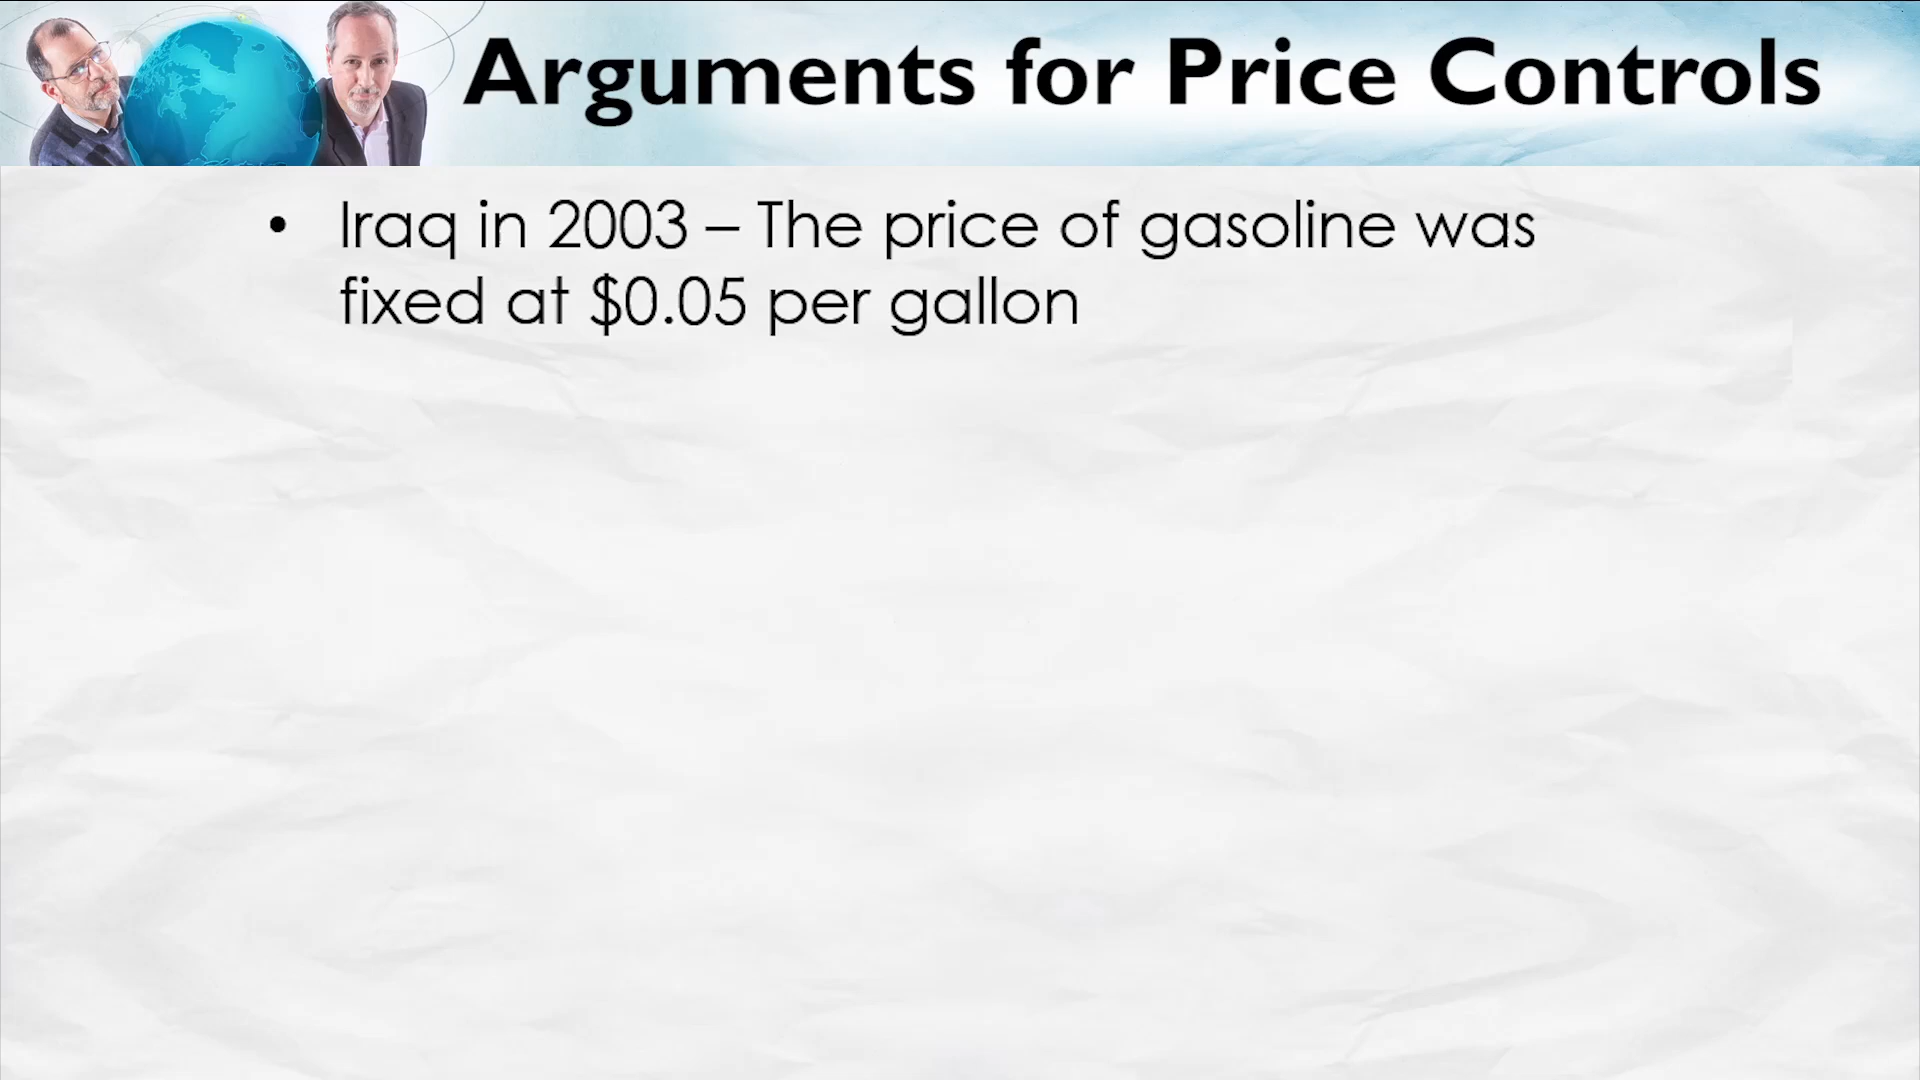 Arguments for Price Controls
• Iraq in 2003 – The price of gasoline was
fixed at $0.05 per gallon